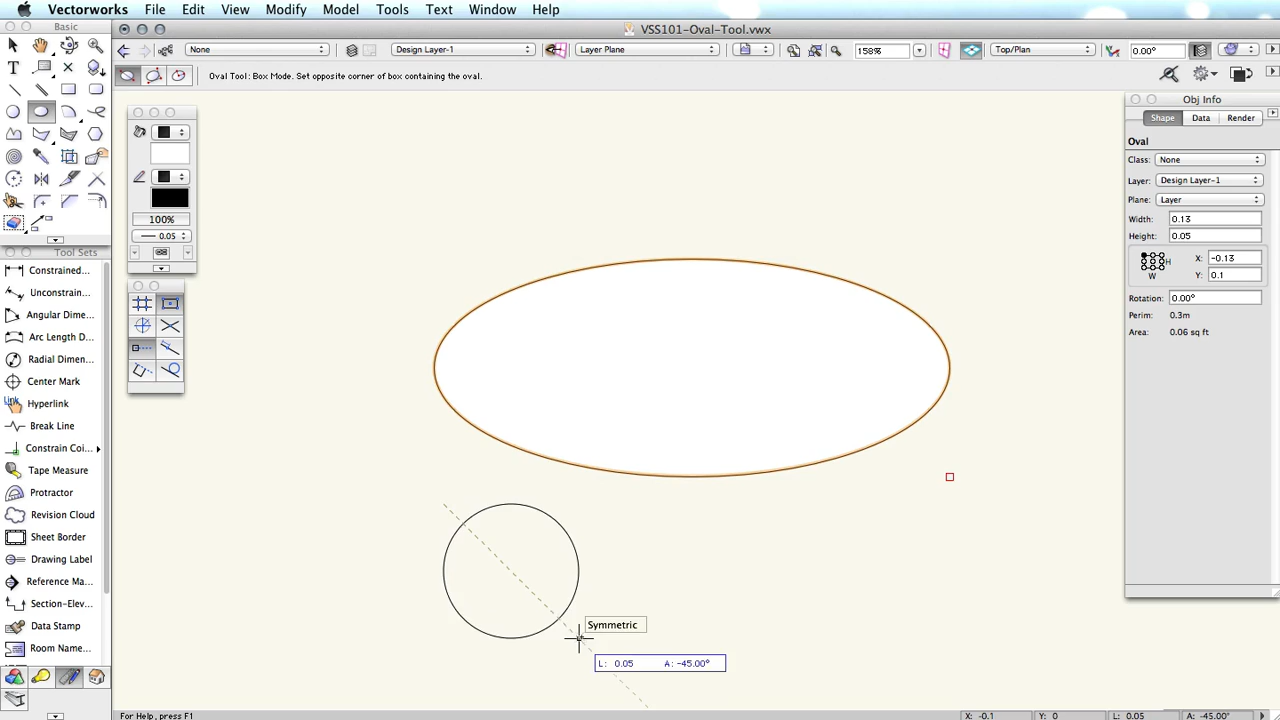 Vectorworks File Edit View Modify Model Tools Text Window Help
Basic
VSS101-Oval-Tool.vwx
None
Design Layer-1
Layer Plane
158%
Top/Plan
0.00°
Oval Tool: Box Mode. Set opposite corner of box containing the oval.
100%
0.05
Tool Sets
Constrained...
Unconstrain...
Angular Dime...
Arc Length D...
Radial Dimen...
Center Mark
Link
Hyperlink
Break Line
Constrain Coi...
Tape Measure
Protractor
Revision Cloud
Sheet Border
Drawing Label
Reference Ma...
Section-Elev...
Data Stamp
Room Name...
Symmetric
L: 0.05 A: -45.00°
Obj Info
Shape Data Render
Oval
Class: None
Layer: Design Layer-1
Plane: Layer
Width: 0.13
Height: 0.05
H
W
X: -0.13
Y: 0.1
Rotation: 0.00°
Perim: 0.3m
Area: 0.06 sq ft
For Help, press F1
X: -0.1 Y: 0 L: 0.05 A: -45.00°